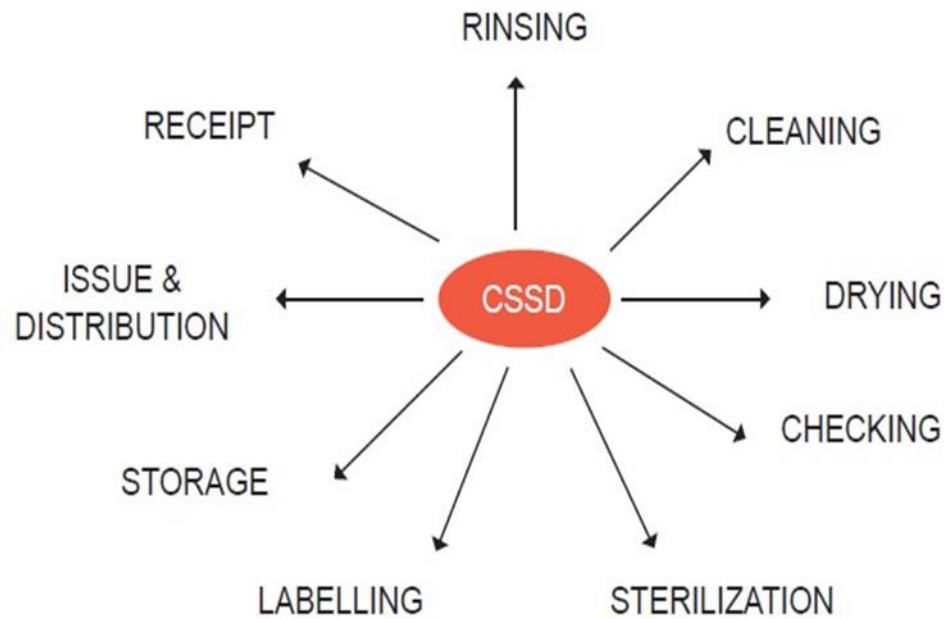 RINSING
RECEIPT
CLEANING
ISSUE &
DISTRIBUTION
CSSD
DRYING
CHECKING
STORAGE
LABELLING
STERILIZATION